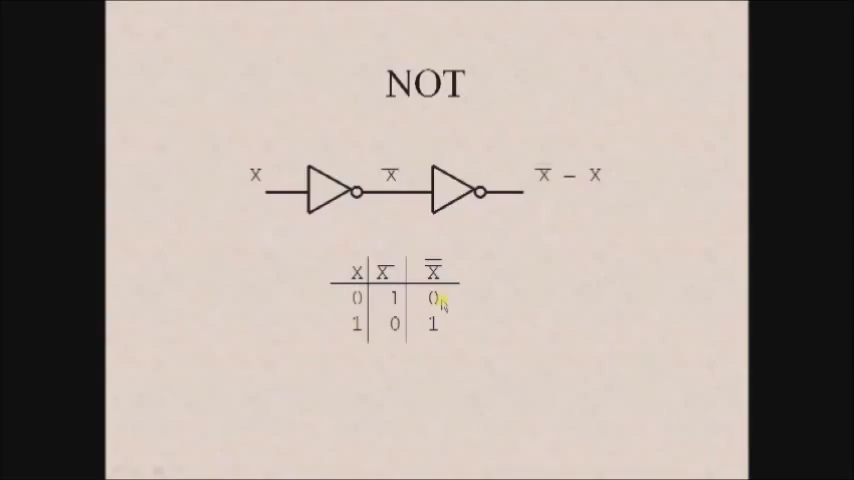 NOT
X X̅ X̅ – X
X X̅ X̿
0 1 0
1 0 1